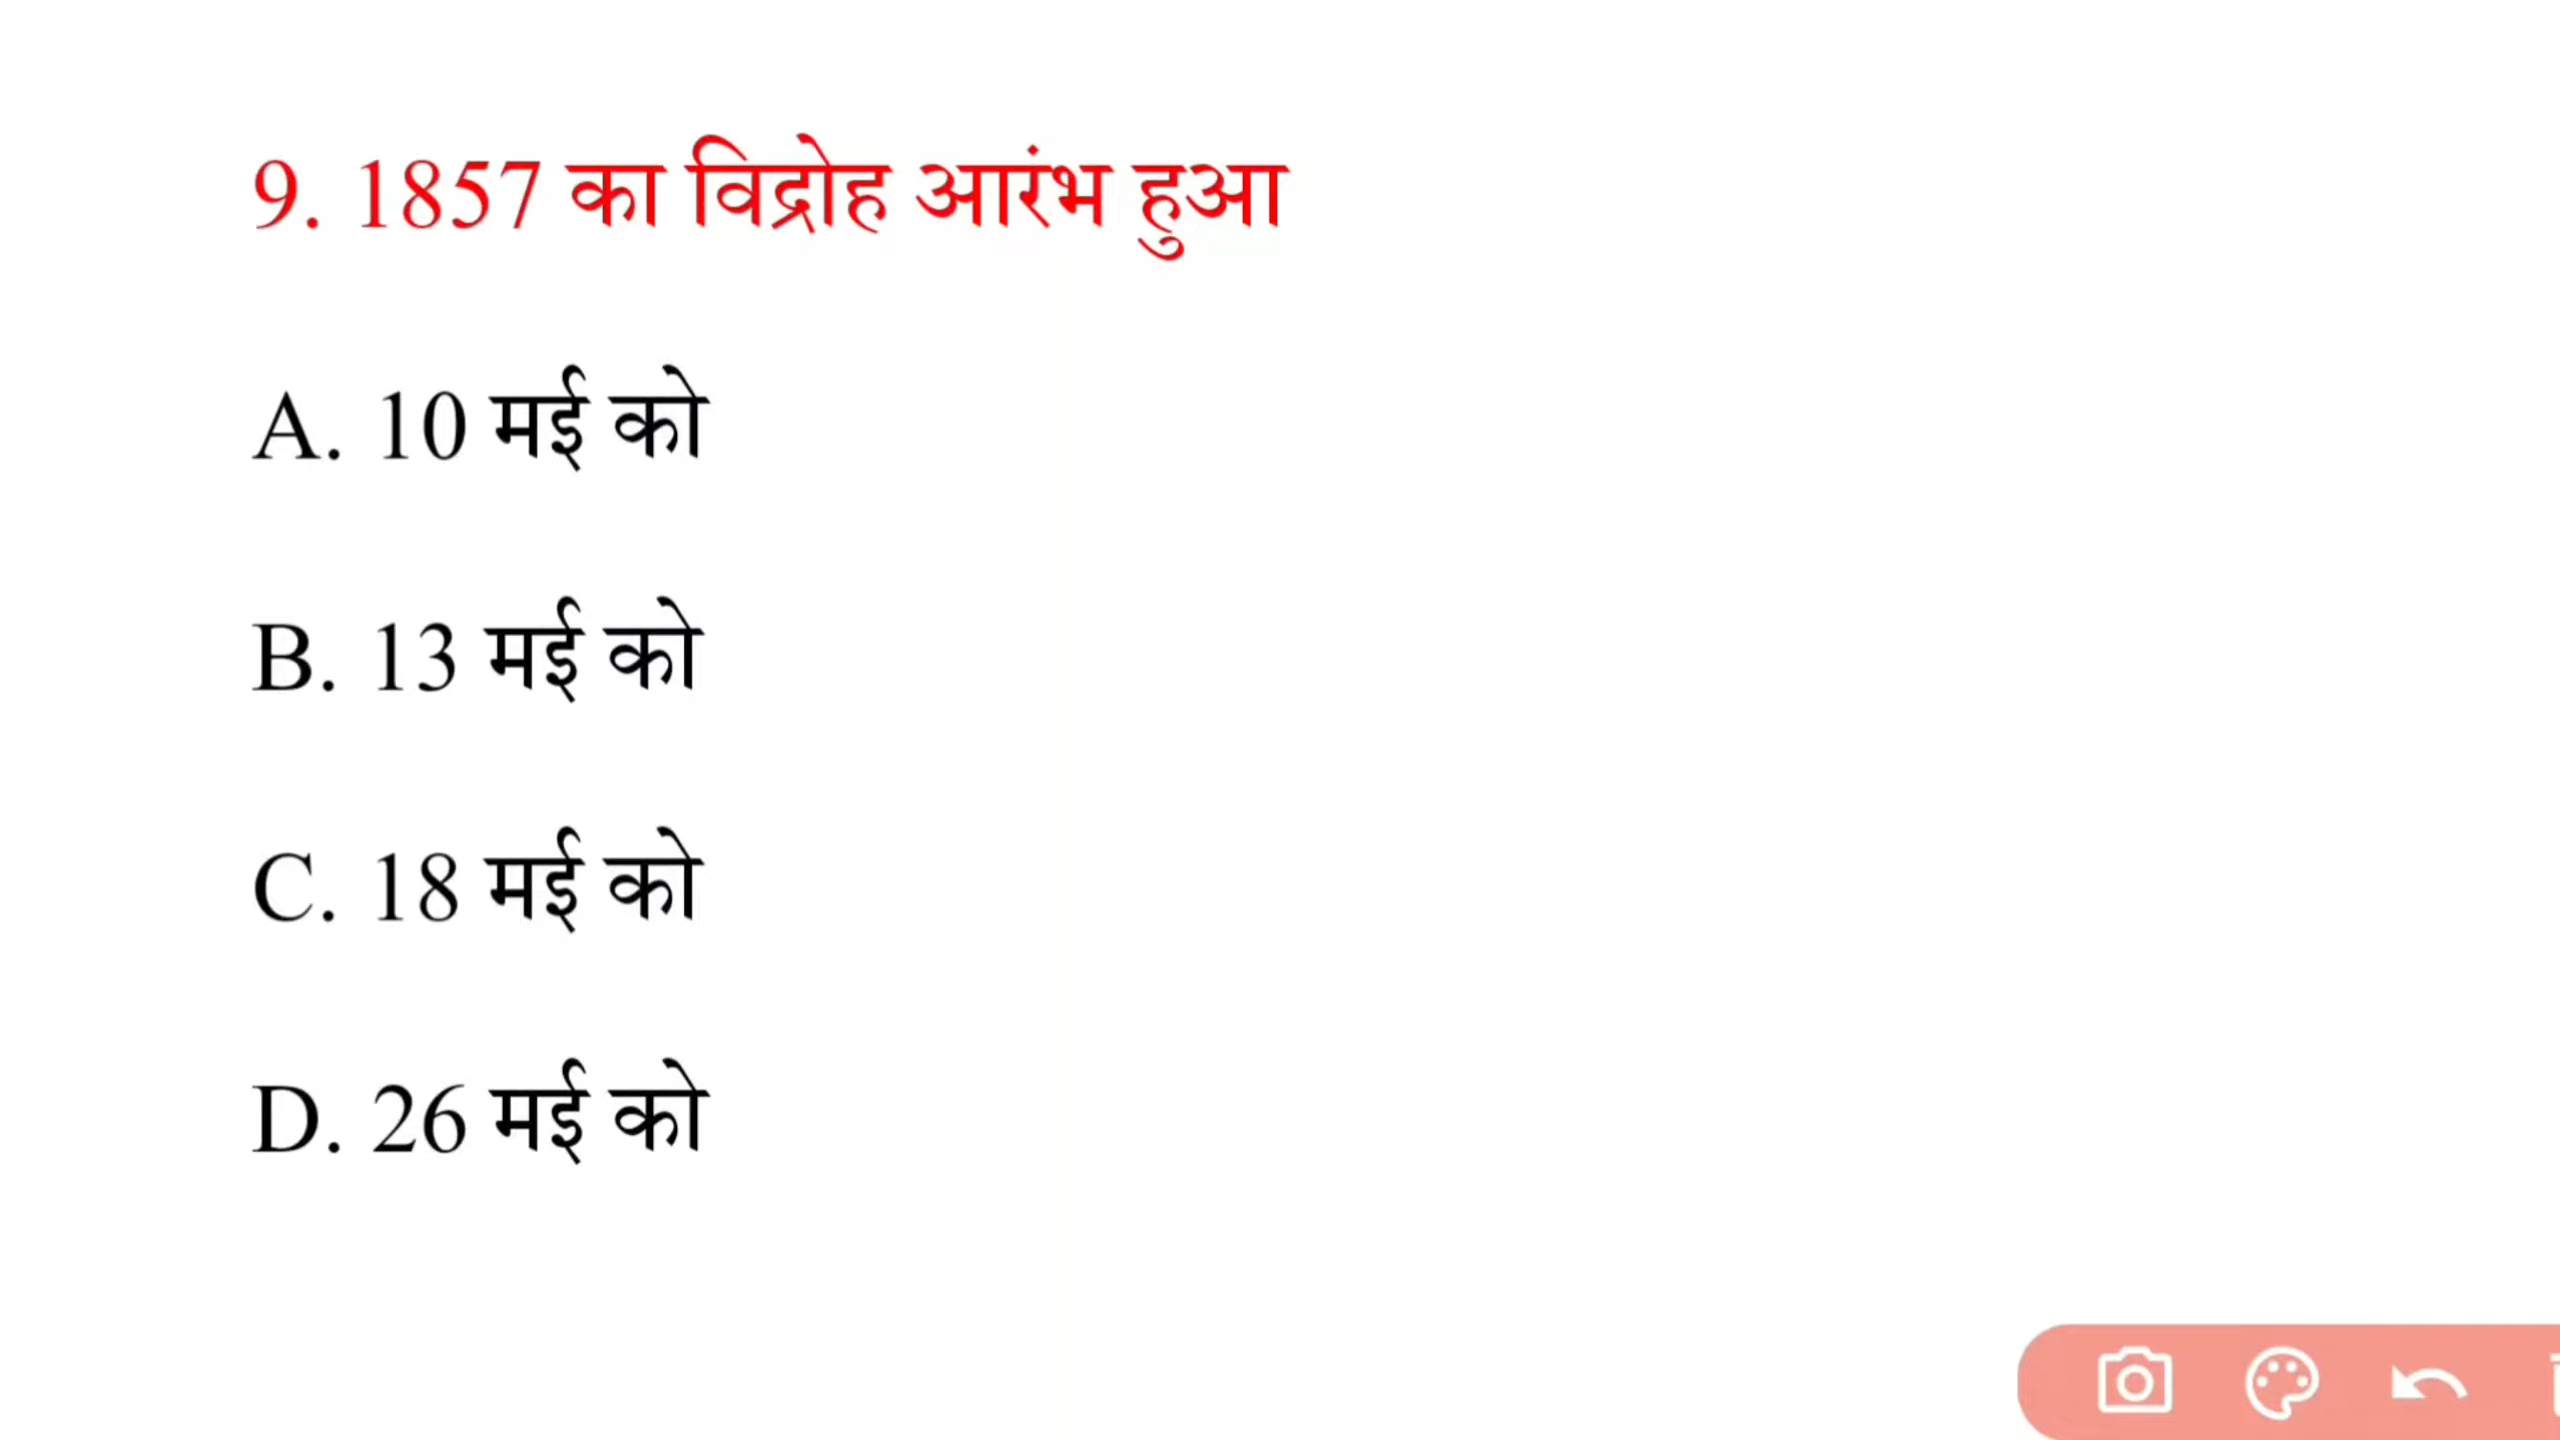 9. 1857 का विद्रोह आरंभ हुआ
A. 10 मई को
B. 13 मई को
C. 18 मई को
D. 26 मई को